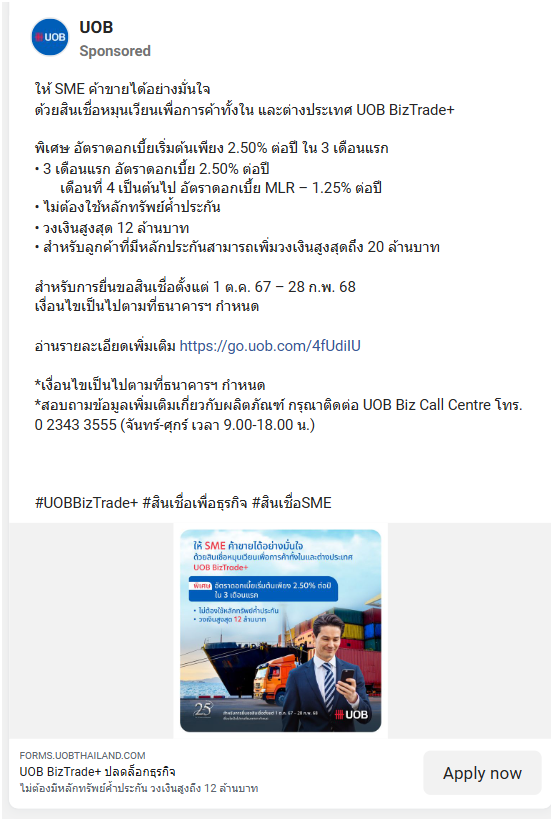 UOB
UOB
Sponsored
ให้ SME ค้าขายได้อย่างมั่นใจ
ด้วยสินเชื่อหมุนเวียนเพื่อการค้าทั้งใน และต่างประเทศ UOB BizTrade+
พิเศษ อัตราดอกเบี้ยเริ่มต้นเพียง 2.50% ต่อปี ใน 3 เดือนแรก
• 3 เดือนแรก อัตราดอกเบี้ย 2.50% ต่อปี
เดือนที่ 4 เป็นต้นไป อัตราดอกเบี้ย MLR – 1.25% ต่อปี
• ไม่ต้องใช้หลักทรัพย์ค้ำประกัน
• วงเงินสูงสุด 12 ล้านบาท
• สำหรับลูกค้าที่มีหลักประกันสามารถเพิ่มวงเงินสูงสุดถึง 20 ล้านบาท
สำหรับการยื่นขอสินเชื่อตั้งแต่ 1 ต.ค. 67 – 28 ก.พ. 68
เงื่อนไขเป็นไปตามที่ธนาคารฯ กำหนด
อ่านรายละเอียดเพิ่มเติม https://go.uob.com/4fUdiIU
*เงื่อนไขเป็นไปตามที่ธนาคารฯ กำหนด
*สอบถามข้อมูลเพิ่มเติมเกี่ยวกับผลิตภัณฑ์ กรุณาติดต่อ UOB Biz Call Centre โทร.
0 2343 3555 (จันทร์-ศุกร์ เวลา 9.00-18.00 น.)
#UOBBizTrade+ #สินเชื่อเพื่อธุรกิจ #สินเชื่อSME
ให้ SME ค้าขายได้อย่างมั่นใจ
ด้วยสินเชื่อหมุนเวียนเพื่อการค้าทั้งในและต่างประเทศ
UOB BizTrade+
พิเศษ อัตราดอกเบี้ยเริ่มต้นเพียง 2.50% ต่อปี
ใน 3 เดือนแรก
• ไม่ต้องใช้หลักทรัพย์ค้ำประกัน
• วงเงินสูงสุด 12 ล้านบาท
25
สำหรับการยื่นขอสินเชื่อตั้งแต่ 1 ต.ค. 67 - 28 ก.พ. 68
UOB
FORMS.UOBTHAILAND.COM
UOB BizTrade+ ปลดล็อกธุรกิจ
ไม่ต้องมีหลักทรัพย์ค้ำประกัน วงเงินสูงถึง 12 ล้านบาท
Apply now